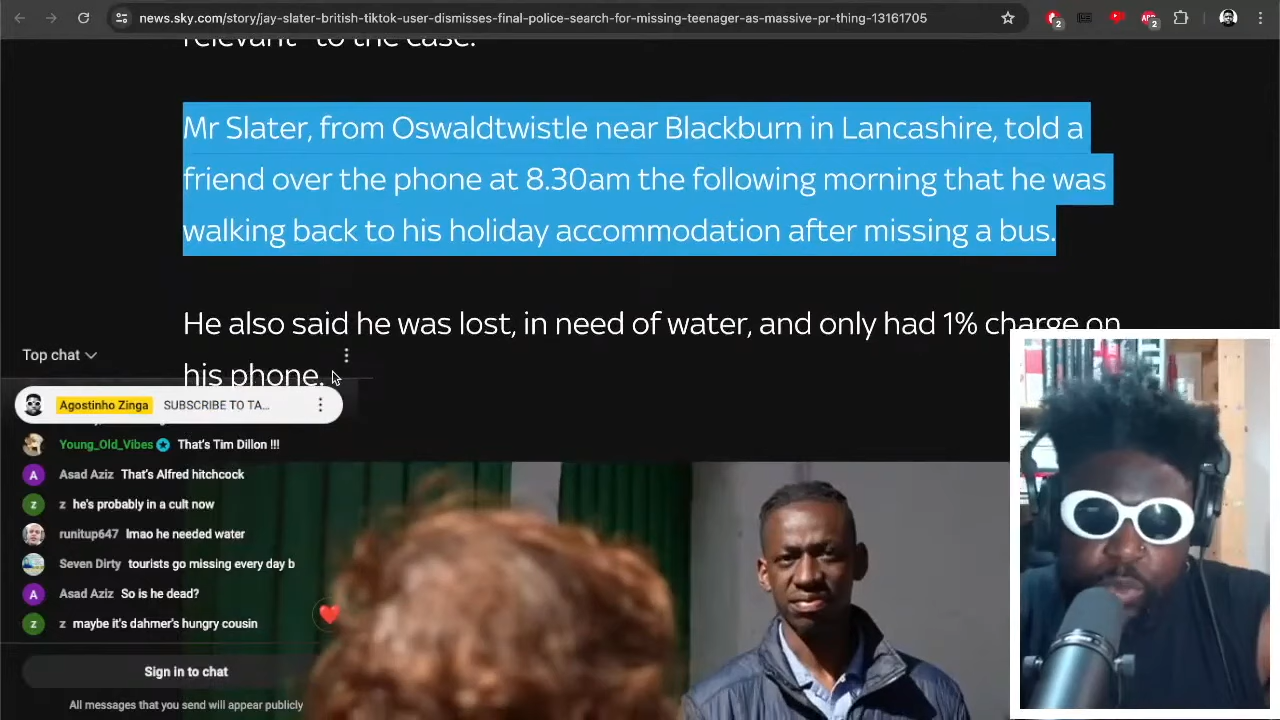 news.sky.com/story/jay-slater-british-tiktok-user-dismisses-final-police-search-for-missing-teenager-as-massive-pr-thing-13161705
2
2
relevant" to the case.
Mr Slater, from Oswaldtwistle near Blackburn in Lancashire, told a
friend over the phone at 8.30am the following morning that he was
walking back to his holiday accommodation after missing a bus.
He also said he was lost, in need of water, and only had 1% charge on
his phone.
Top chat
Agostinho Zinga SUBSCRIBE TO TA...
Young_Old_Vibes That's Tim Dillon !!!
A Asad Aziz That's Alfred hitchcock
z z he's probably in a cult now
runitup647 lmao he needed water
Seven Dirty tourists go missing every day b
A Asad Aziz So is he dead?
z z maybe it's dahmer's hungry cousin
Sign in to chat
All messages that you send will appear publicly